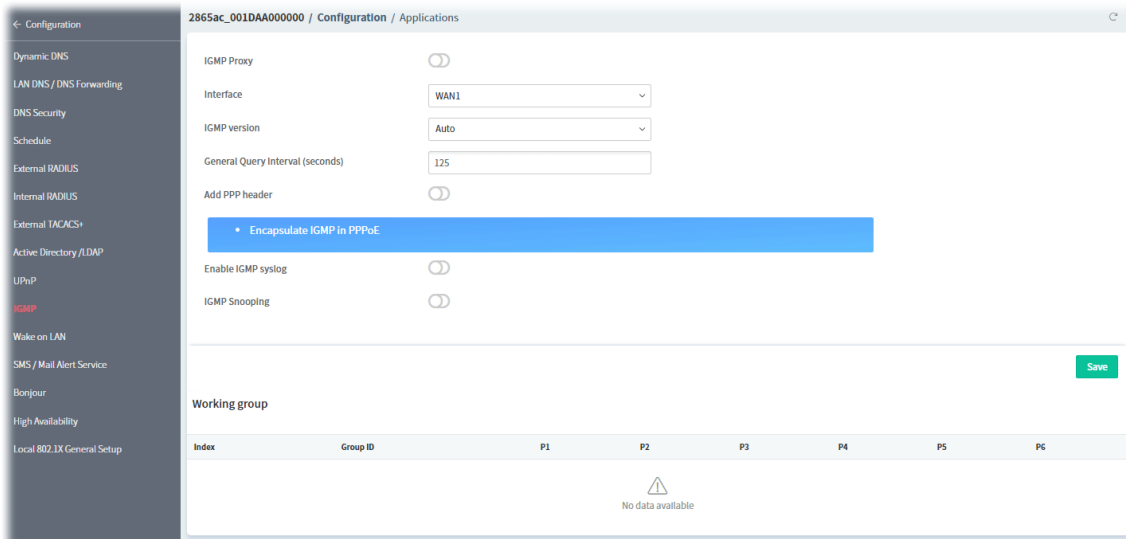 ← Configuration
Dynamic DNS
LAN DNS / DNS Forwarding
DNS Security
Schedule
External RADIUS
Internal RADIUS
External TACACS+
Active Directory /LDAP
UPnP
IGMP
Wake on LAN
SMS / Mail Alert Service
Bonjour
High Availability
Local 802.1X General Setup
2865ac_001DAA000000 / Configuration / Applications
IGMP Proxy
Interface WAN1
IGMP version Auto
General Query Interval (seconds) 125
Add PPP header
• Encapsulate IGMP in PPPoE
Enable IGMP syslog
IGMP Snooping
Save
Working group
Index Group ID P1 P2 P3 P4 P5 P6
No data available